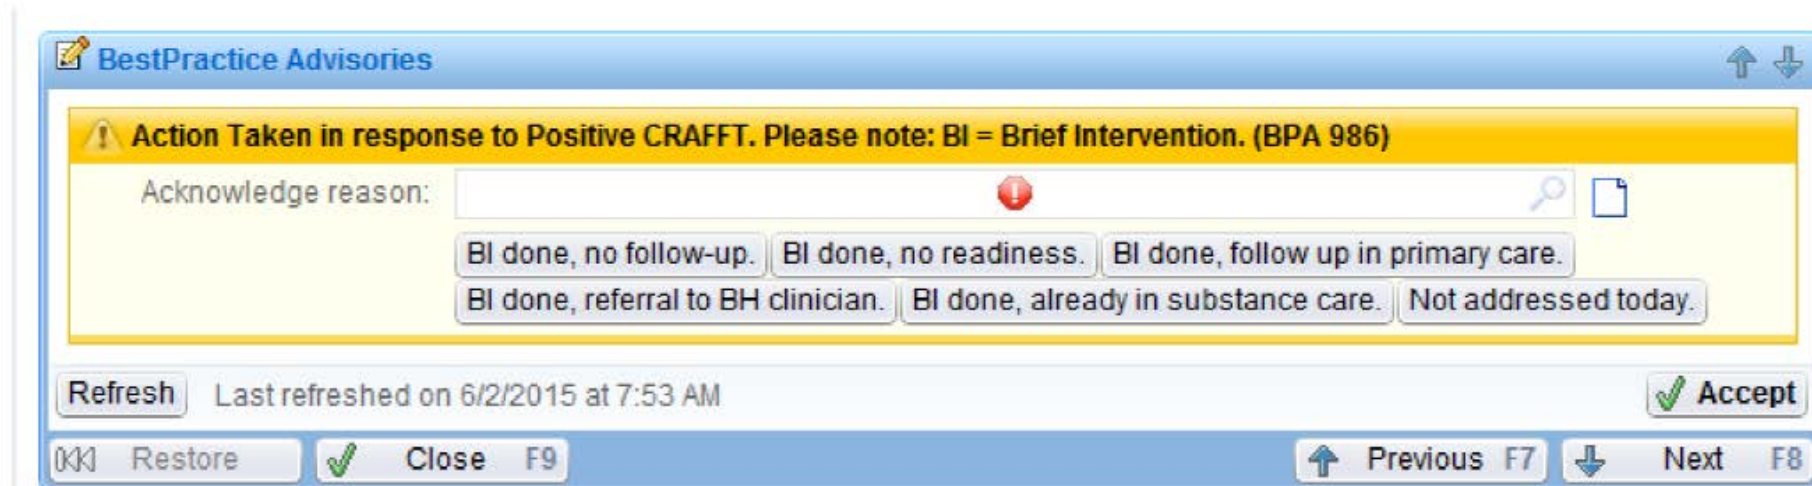 BestPractice Advisories
Action Taken in response to Positive CRAFFT. Please note: BI = Brief Intervention. (BPA 986)
Acknowledge reason:
BI done, no follow-up. BI done, no readiness. BI done, follow up in primary care.
BI done, referral to BH clinician. BI done, already in substance care. Not addressed today.
Refresh Last refreshed on 6/2/2015 at 7:53 AM Accept
Restore Close F9 Previous F7 Next F8